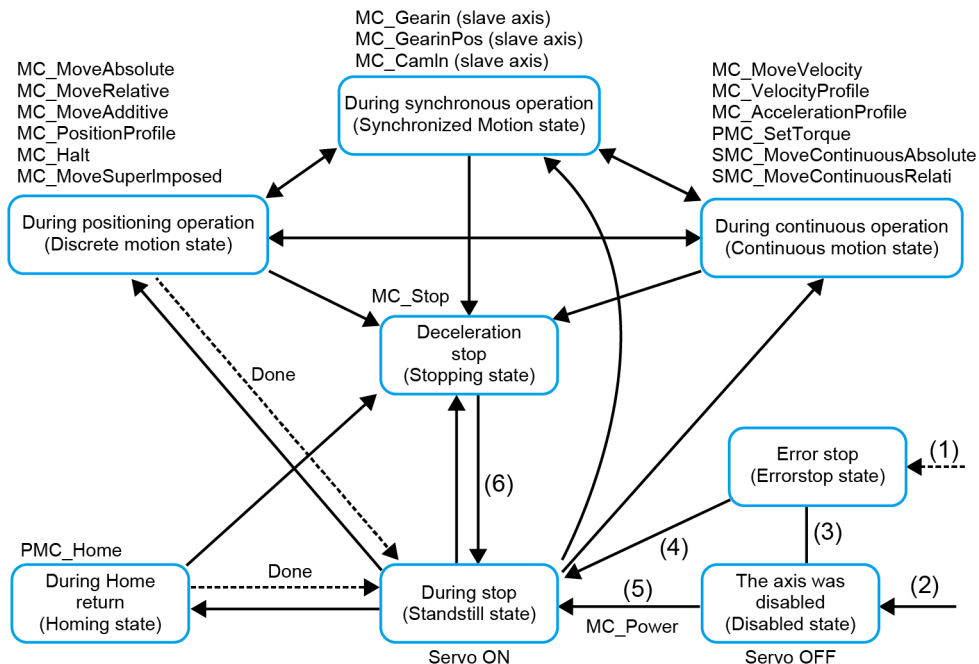 MC_Gearin (slave axis)
MC_GearinPos (slave axis)
MC_CamIn (slave axis)
MC_MoveAbsolute
MC_MoveRelative
MC_MoveAdditive
MC_PositionProfile
MC_Halt
MC_MoveSuperImposed
MC_MoveVelocity
MC_VelocityProfile
MC_AccelerationProfile
PMC_SetTorque
SMC_MoveContinuousAbsolute
SMC_MoveContinuousRelati
During synchronous operation
(Synchronized Motion state)
During positioning operation
(Discrete motion state)
During continuous operation
(Continuous motion state)
MC_Stop
Deceleration
stop
(Stopping state)
Done
Error stop
(Errorstop state)
(1)
(6)
(4)
(3)
PMC_Home
During Home
return
(Homing state)
Done
During stop
(Standstill state)
Servo ON
(5)
MC_Power
The axis was
disabled
(Disabled state)
Servo OFF
(2)